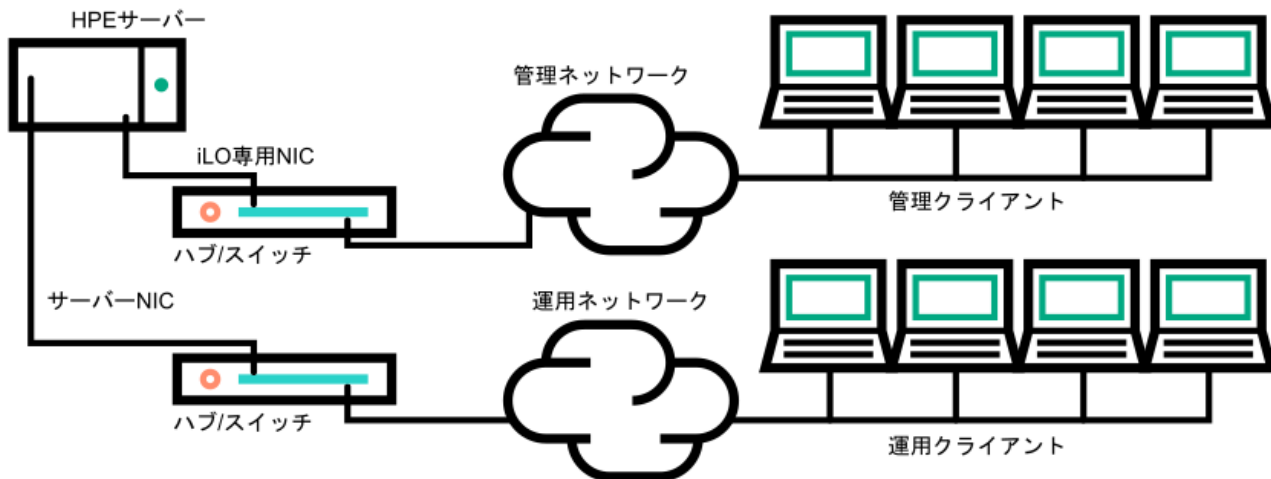 HPEサーバー
管理ネットワーク
iLO専用NIC
ハブ/スイッチ
管理クライアント
サーバーNIC
運用ネットワーク
ハブ/スイッチ
運用クライアント